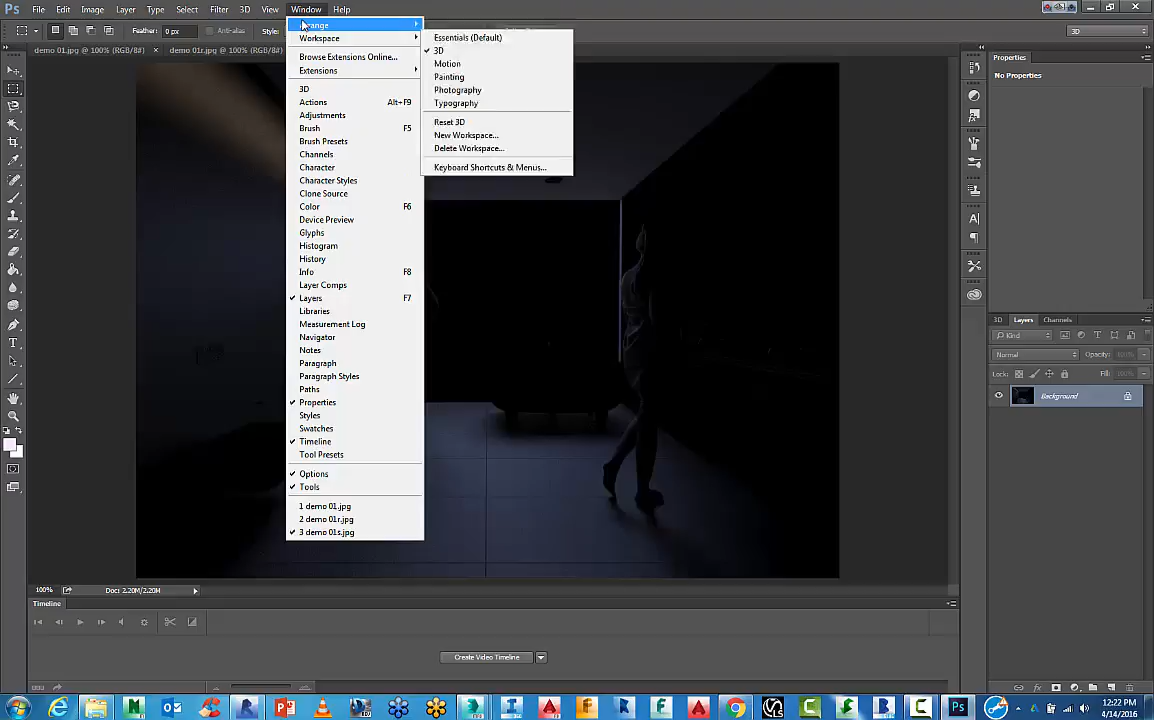 Ps File Edit Image Layer Type Select Filter 3D View Window Help
Feather: 0 px Anti-alias Style: 3D
demo 01.jpg @ 100% (RGB/8#) × demo 01r.jpg @ 100% (RGB/8#)
Workspace
Browse Extensions Online...
Extensions
3D
Actions Alt+F9
Adjustments
Brush F5
Brush Presets
Channels
Character
Character Styles
Clone Source
Color F6
Device Preview
Glyphs
Histogram
History
Info F8
Layer Comps
Layers F7
Libraries
Measurement Log
Navigator
Notes
Paragraph
Paragraph Styles
Paths
Properties
Styles
Swatches
Timeline
Tool Presets
Options
Tools
1 demo 01.jpg
2 demo 01r.jpg
3 demo 01s.jpg
Essentials (Default)
3D
Motion
Painting
Photography
Typography
Reset 3D
New Workspace...
Delete Workspace...
Keyboard Shortcuts & Menus...
Properties
No Properties
3D Layers Channels
Kind
Normal Opacity: 100%
Lock: Fill: 100%
Background
100% Doc: 2.20M/2.20M
Timeline
Create Video Timeline
12:22 PM
4/14/2016